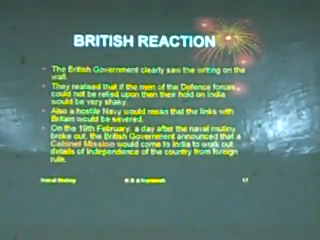 BRITISH REACTION
The British Government clearly saw the writing on the
wall.
They realised that if the men of the Defence forces
could not be relied upon then their hold on India
would be very shaky.
Also a hostile Navy would mean that the links with
Britain would be severed.
On the 19th February, a day after the naval mutiny
broke out, the British Government announced that a
Cabinet Mission would come to India to work out
details of Independence of the country from foreign
rule.
Naval Mutiny
17